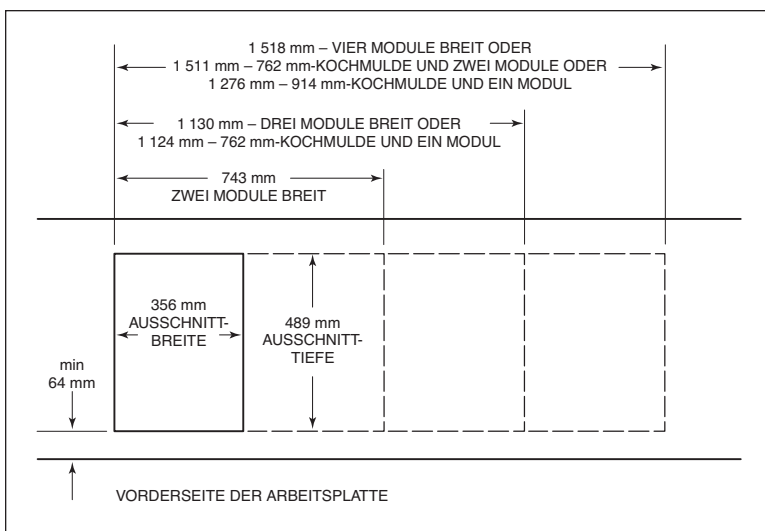 1 518 mm – VIER MODULE BREIT ODER
1 511 mm – 762 mm-KOCHMULDE UND ZWEI MODULE ODER
1 276 mm – 914 mm-KOCHMULDE UND EIN MODUL
1 130 mm – DREI MODULE BREIT ODER
1 124 mm – 762 mm-KOCHMULDE UND EIN MODUL
743 mm
ZWEI MODULE BREIT
356 mm
AUSSCHNITT-
BREITE
489 mm
AUSSCHNITT-
TIEFE
min
64 mm
VORDERSEITE DER ARBEITSPLATTE